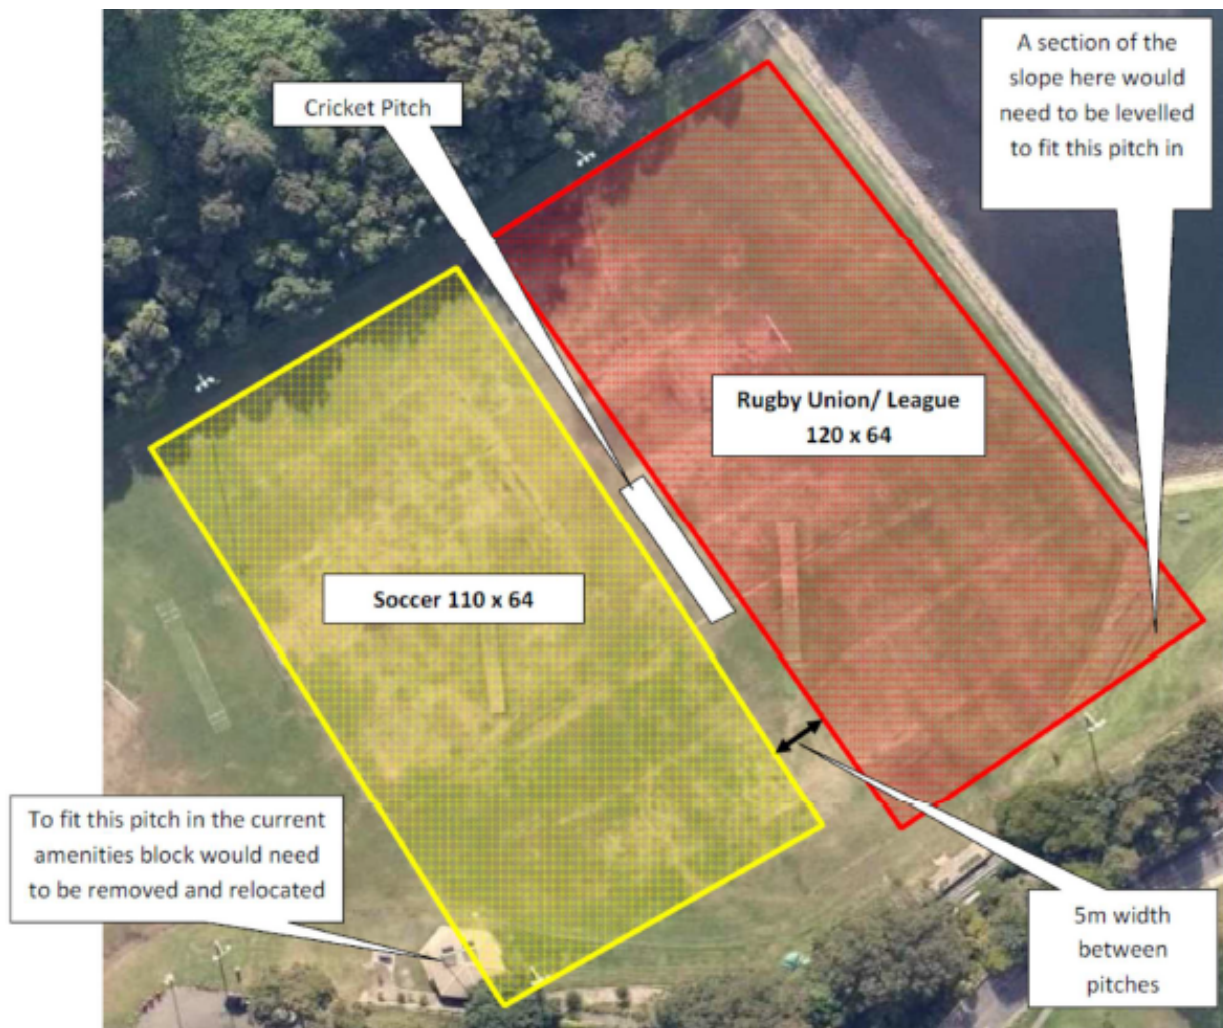 Cricket Pitch
A section of the
slope here would
need to be levelled
to fit this pitch in
Rugby Union/ League
120 x 64
Soccer 110 x 64
To fit this pitch in the current
amenities block would need
to be removed and relocated
5m width
between
pitches